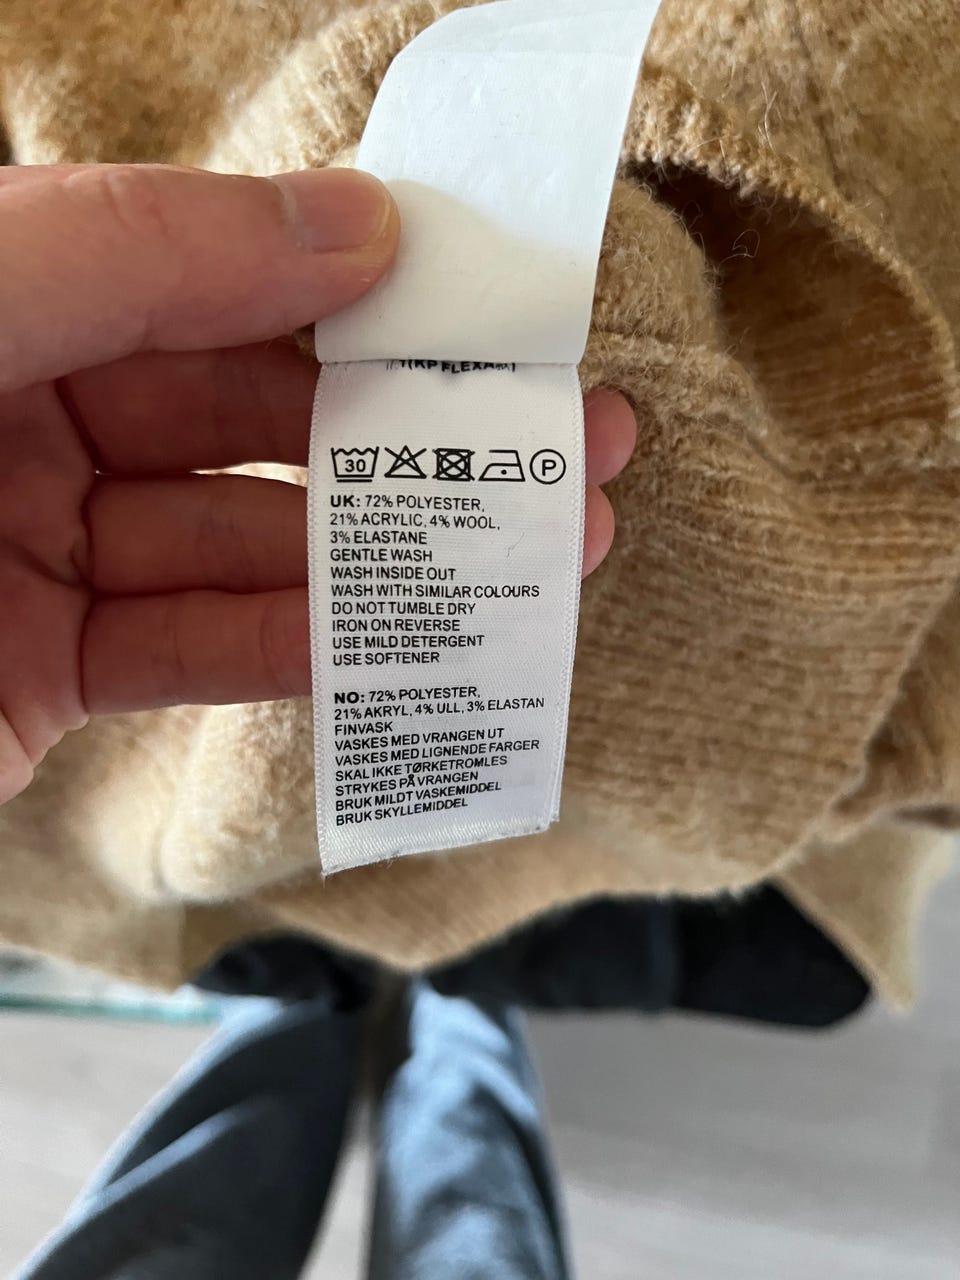 30 P
UK: 72% POLYESTER,
21% ACRYLIC, 4% WOOL,
3% ELASTANE
GENTLE WASH
WASH INSIDE OUT
WASH WITH SIMILAR COLOURS
DO NOT TUMBLE DRY
IRON ON REVERSE
USE MILD DETERGENT
USE SOFTENER
NO: 72% POLYESTER,
21% AKRYL, 4% ULL, 3% ELASTAN
FINVASK
VASKES MED VRANGEN UT
VASKES MED LIGNENDE FARGER
SKAL IKKE TØRKETROMLES
STRYKES PÅ VRANGEN
BRUK MILDT VASKEMIDDEL
BRUK SKYLLEMIDDEL